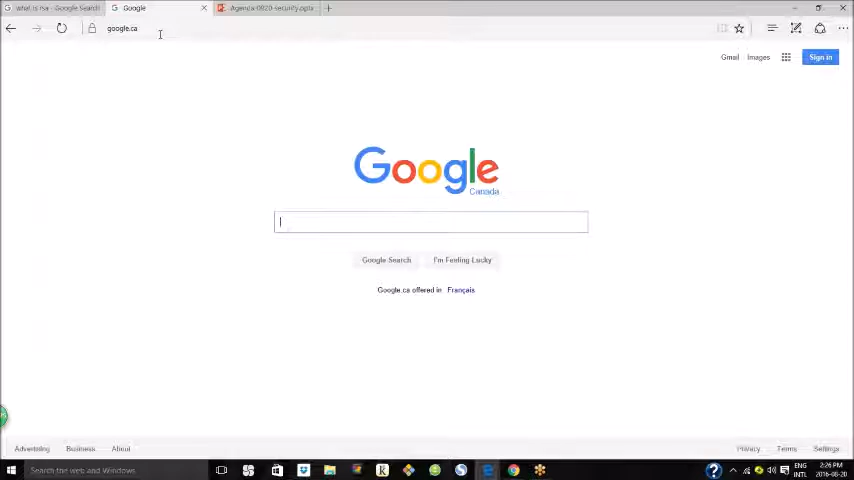 what is rsa - Google Search
Google
Agenda-0820-security.pptx
google.ca
Gmail
Images
Sign in
Google
Canada
Google Search
I'm Feeling Lucky
Google.ca offered in Français
Advertising
Business
About
Privacy
Terms
Settings
Search the web and Windows
ENG
INTL
2:26 PM
2016-08-20